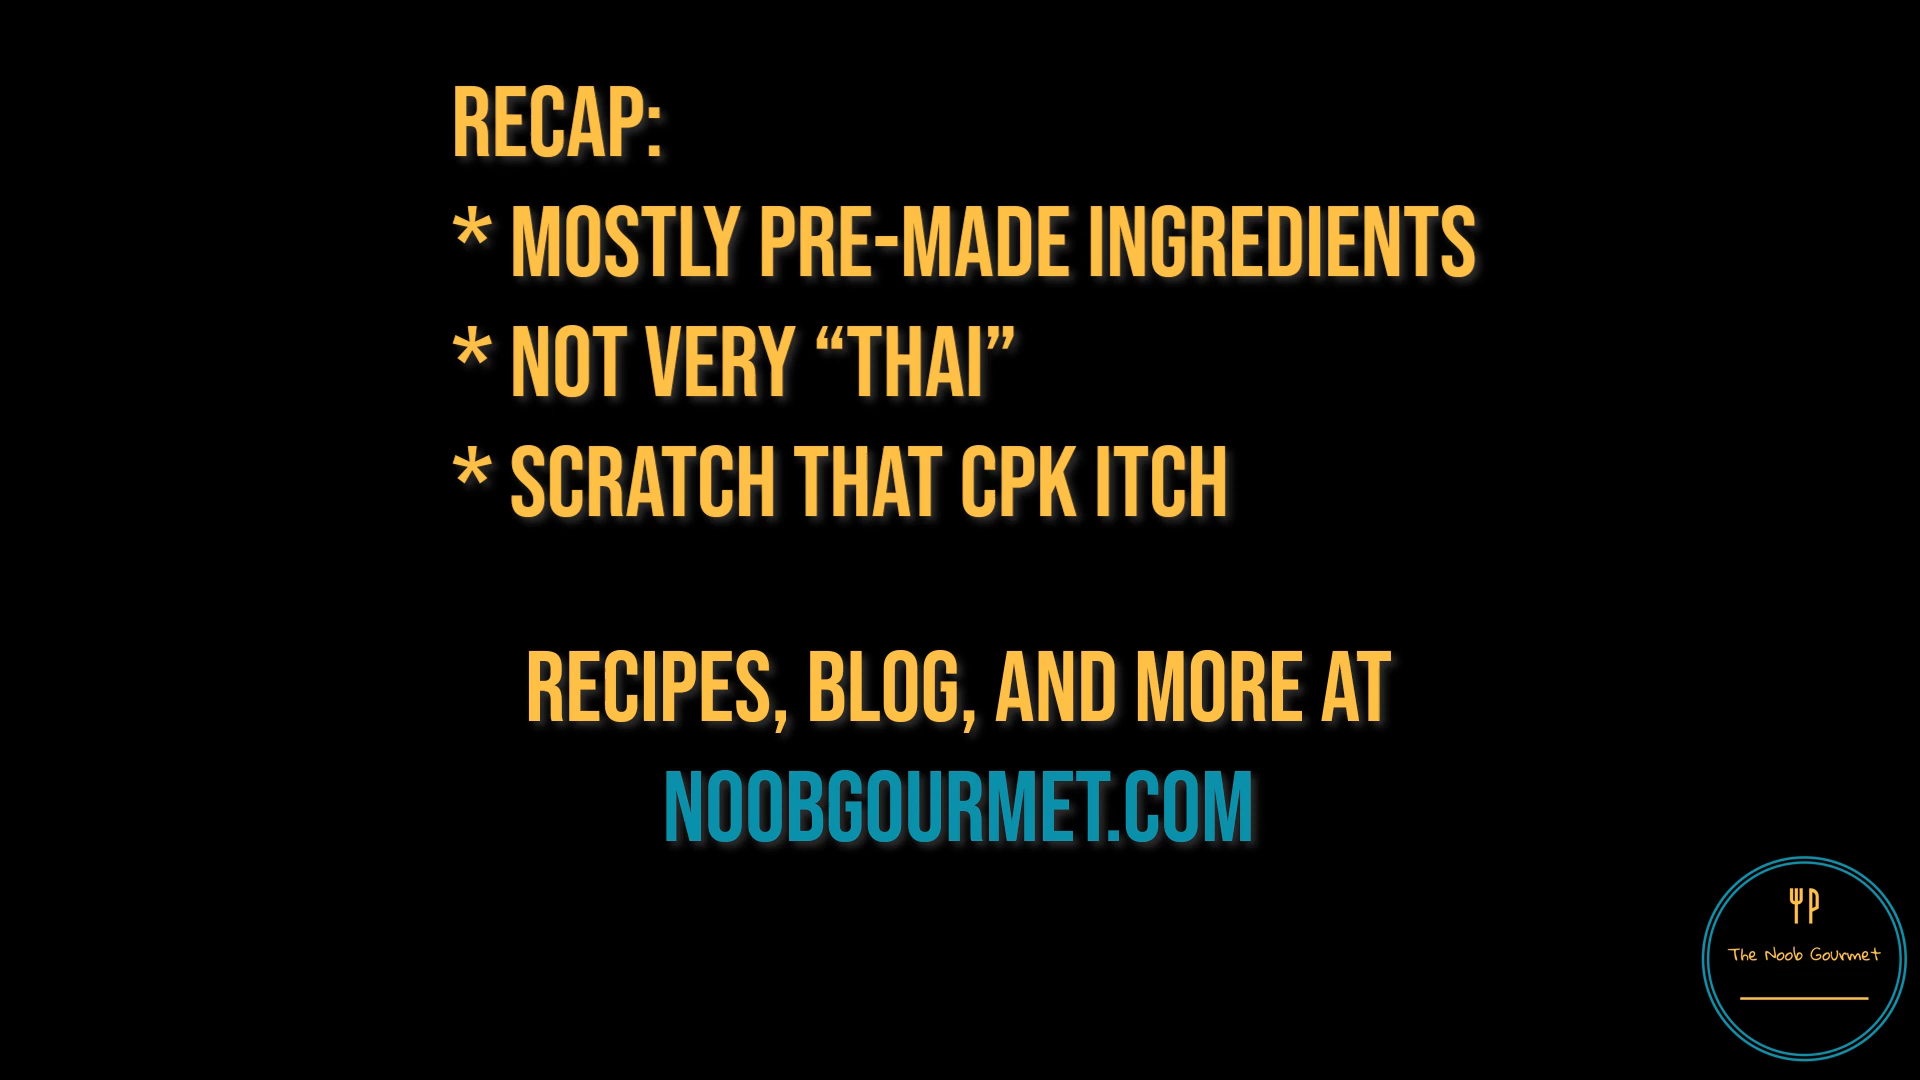 RECAP:
* MOSTLY PRE-MADE INGREDIENTS
* NOT VERY “THAI”
* SCRATCH THAT CPK ITCH
RECIPES, BLOG, AND MORE AT
NOOBGOURMET.COM
The Noob Gourmet